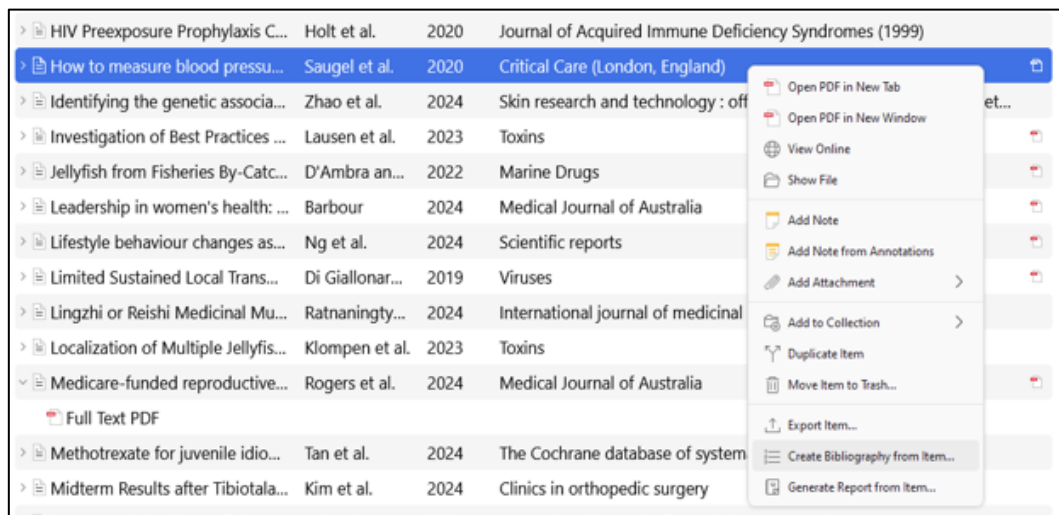 HIV Preexposure Prophylaxis C... Holt et al. 2020 Journal of Acquired Immune Deficiency Syndromes (1999)
How to measure blood pressu... Saugel et al. 2020 Critical Care (London, England)
Identifying the genetic associa... Zhao et al. 2024 Skin research and technology : off et...
Investigation of Best Practices ... Lausen et al. 2023 Toxins
Jellyfish from Fisheries By-Catc... D'Ambra an... 2022 Marine Drugs
Leadership in women's health: ... Barbour 2024 Medical Journal of Australia
Lifestyle behaviour changes as... Ng et al. 2024 Scientific reports
Limited Sustained Local Trans... Di Giallonar... 2019 Viruses
Lingzhi or Reishi Medicinal Mu... Ratnaningty... 2024 International journal of medicinal
Localization of Multiple Jellyfis... Klompen et al. 2023 Toxins
Medicare-funded reproductive... Rogers et al. 2024 Medical Journal of Australia
Full Text PDF
Methotrexate for juvenile idio... Tan et al. 2024 The Cochrane database of system
Midterm Results after Tibiotala... Kim et al. 2024 Clinics in orthopedic surgery
Open PDF in New Tab
Open PDF in New Window
View Online
Show File
Add Note
Add Note from Annotations
Add Attachment
Add to Collection
Duplicate Item
Move Item to Trash...
Export Item...
Create Bibliography from Item...
Generate Report from Item...